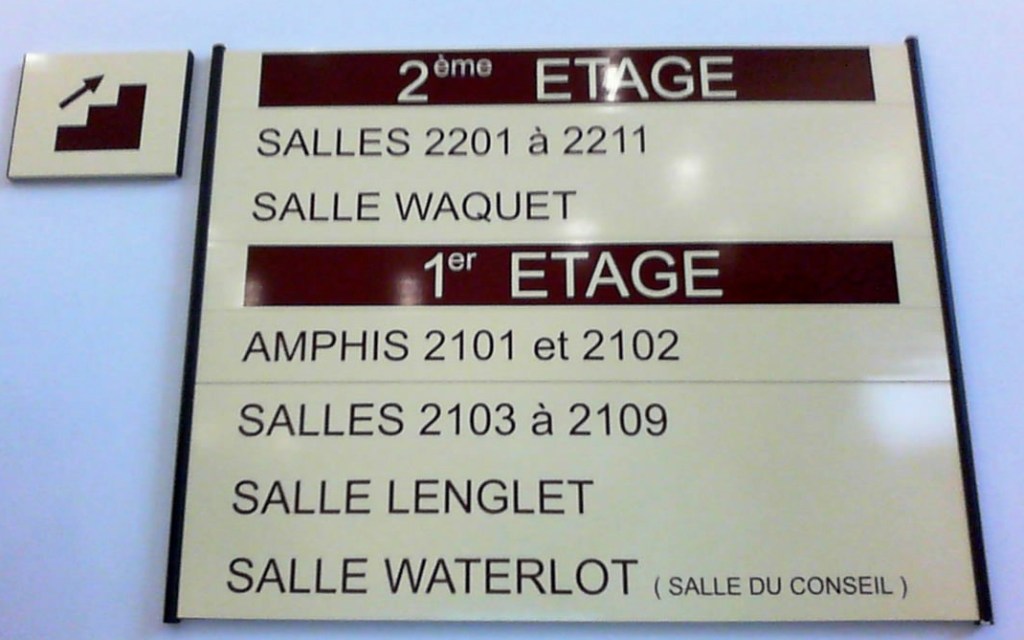 2ème ETAGE
SALLES 2201 à 2211
SALLE WAQUET
1er ETAGE
AMPHIS 2101 et 2102
SALLES 2103 à 2109
SALLE LENGLET
SALLE WATERLOT ( SALLE DU CONSEIL )